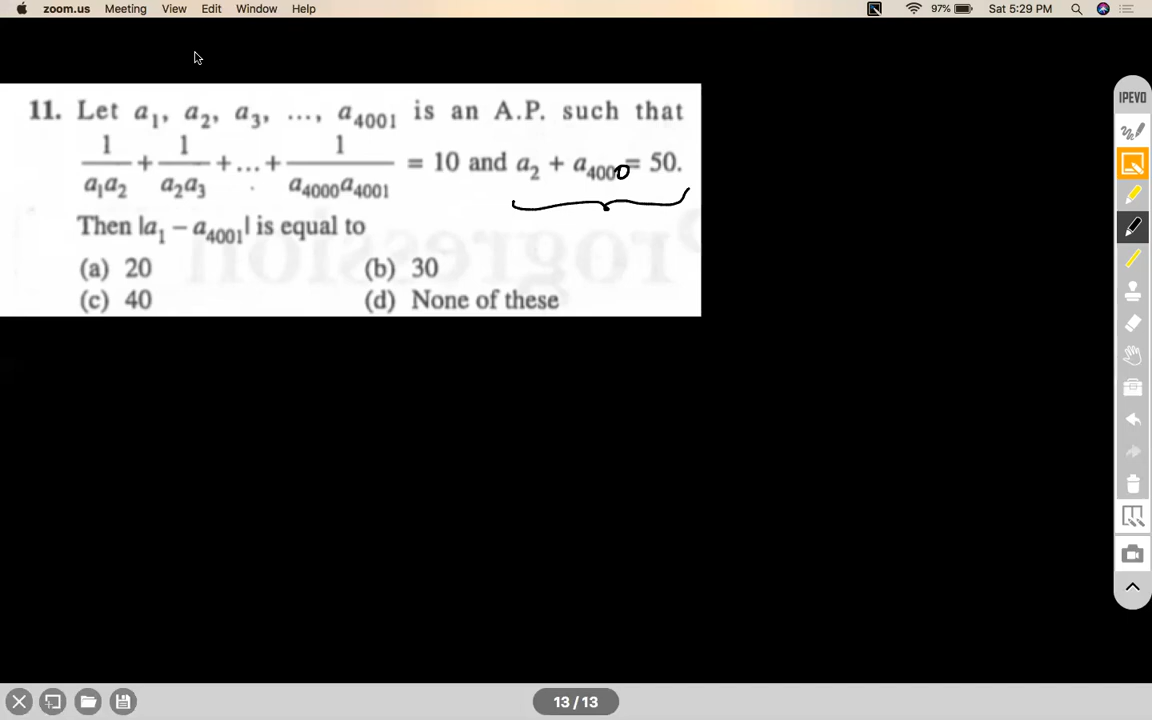 zoom.us Meeting View Edit Window Help 97% Sat 5:29 PM
IPEVO
11. Let a₁, a₂, a₃, ..., a₄₀₀₁ is an A.P. such that
1/(a₁a₂) + 1/(a₂a₃) + ... + 1/(a₄₀₀₀a₄₀₀₁) = 10 and a₂ + a₄₀₀₀ = 50.
Then |a₁ − a₄₀₀₁| is equal to
(a) 20 (b) 30
(c) 40 (d) None of these
13 / 13